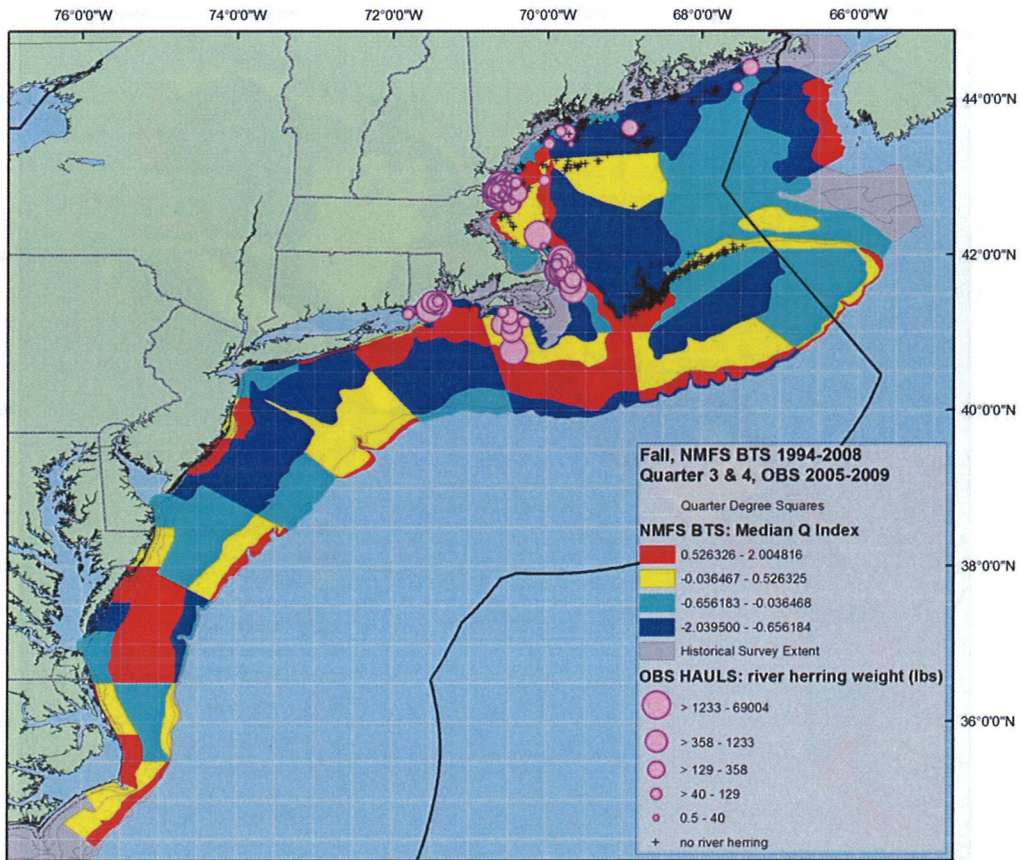 76°0'0"W 74°0'0"W 72°0'0"W 70°0'0"W 68°0'0"W 66°0'0"W
44°0'0"N
42°0'0"N
40°0'0"N
38°0'0"N
36°0'0"N
Fall, NMFS BTS 1994-2008
Quarter 3 & 4, OBS 2005-2009
Quarter Degree Squares
NMFS BTS: Median Q Index
0.526326 - 2.004816
-0.036467 - 0.526325
-0.656183 - -0.036468
-2.039500 - -0.656184
Historical Survey Extent
OBS HAULS: river herring weight (lbs)
> 1233 - 69004
> 358 - 1233
> 129 - 358
> 40 - 129
0.5 - 40
no river herring